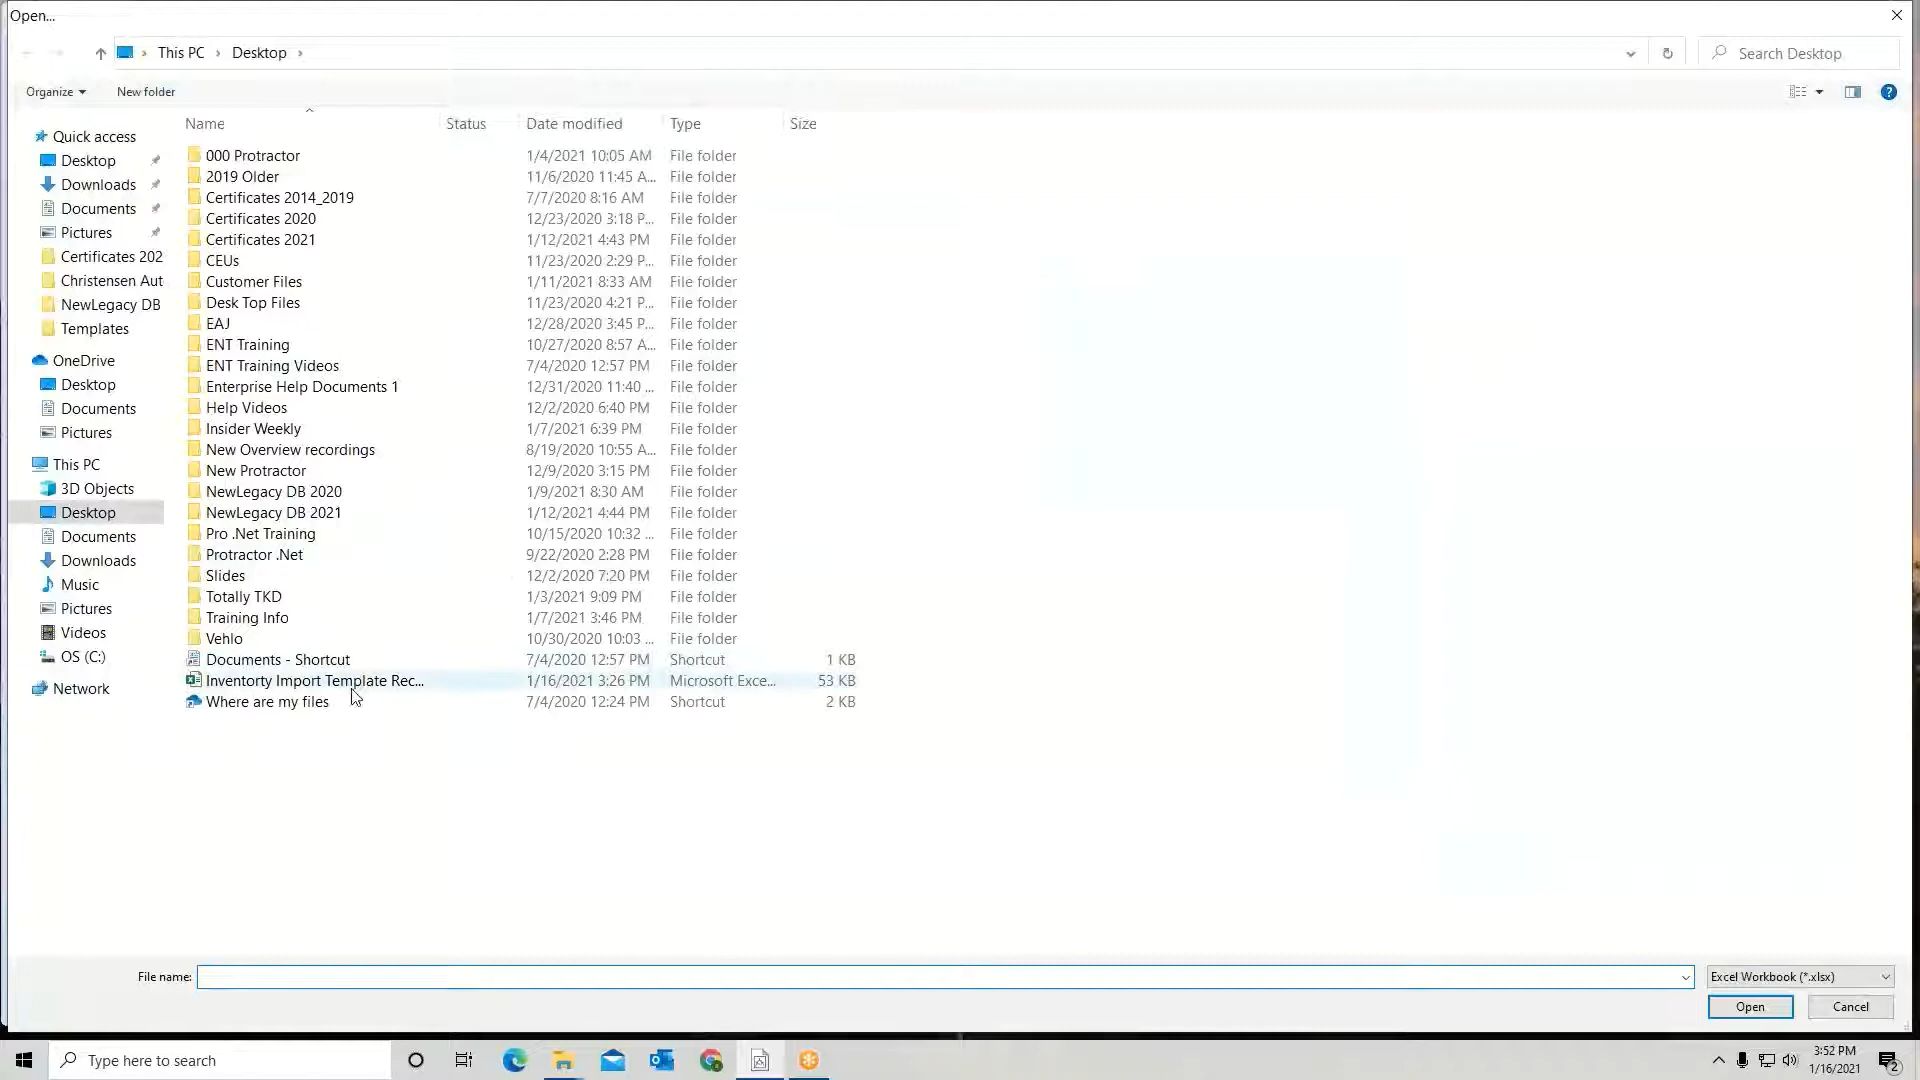 Open...
This PC › Desktop ›
Search Desktop
Organize
New folder
Name Status Date modified Type Size
Quick access
Desktop
Downloads
Documents
Pictures
Certificates 202
Christensen Aut
NewLegacy DB
Templates
OneDrive
Desktop
Documents
Pictures
This PC
3D Objects
Desktop
Documents
Downloads
Music
Pictures
Videos
OS (C:)
Network
000 Protractor 1/4/2021 10:05 AM File folder
2019 Older 11/6/2020 11:45 A... File folder
Certificates 2014_2019 7/7/2020 8:16 AM File folder
Certificates 2020 12/23/2020 3:18 P... File folder
Certificates 2021 1/12/2021 4:43 PM File folder
CEUs 11/23/2020 2:29 P... File folder
Customer Files 1/11/2021 8:33 AM File folder
Desk Top Files 11/23/2020 4:21 P... File folder
EAJ 12/28/2020 3:45 P... File folder
ENT Training 10/27/2020 8:57 A... File folder
ENT Training Videos 7/4/2020 12:57 PM File folder
Enterprise Help Documents 1 12/31/2020 11:40 ... File folder
Help Videos 12/2/2020 6:40 PM File folder
Insider Weekly 1/7/2021 6:39 PM File folder
New Overview recordings 8/19/2020 10:55 A... File folder
New Protractor 12/9/2020 3:15 PM File folder
NewLegacy DB 2020 1/9/2021 8:30 AM File folder
NewLegacy DB 2021 1/12/2021 4:44 PM File folder
Pro .Net Training 10/15/2020 10:32 ... File folder
Protractor .Net 9/22/2020 2:28 PM File folder
Slides 12/2/2020 7:20 PM File folder
Totally TKD 1/3/2021 9:09 PM File folder
Training Info 1/7/2021 3:46 PM File folder
Vehlo 10/30/2020 10:03 ... File folder
Documents - Shortcut 7/4/2020 12:57 PM Shortcut 1 KB
Inventorty Import Template Rec... 1/16/2021 3:26 PM Microsoft Exce... 53 KB
Where are my files 7/4/2020 12:24 PM Shortcut 2 KB
File name:
Excel Workbook (*.xlsx)
Open
Cancel
Type here to search
3:52 PM
1/16/2021
2